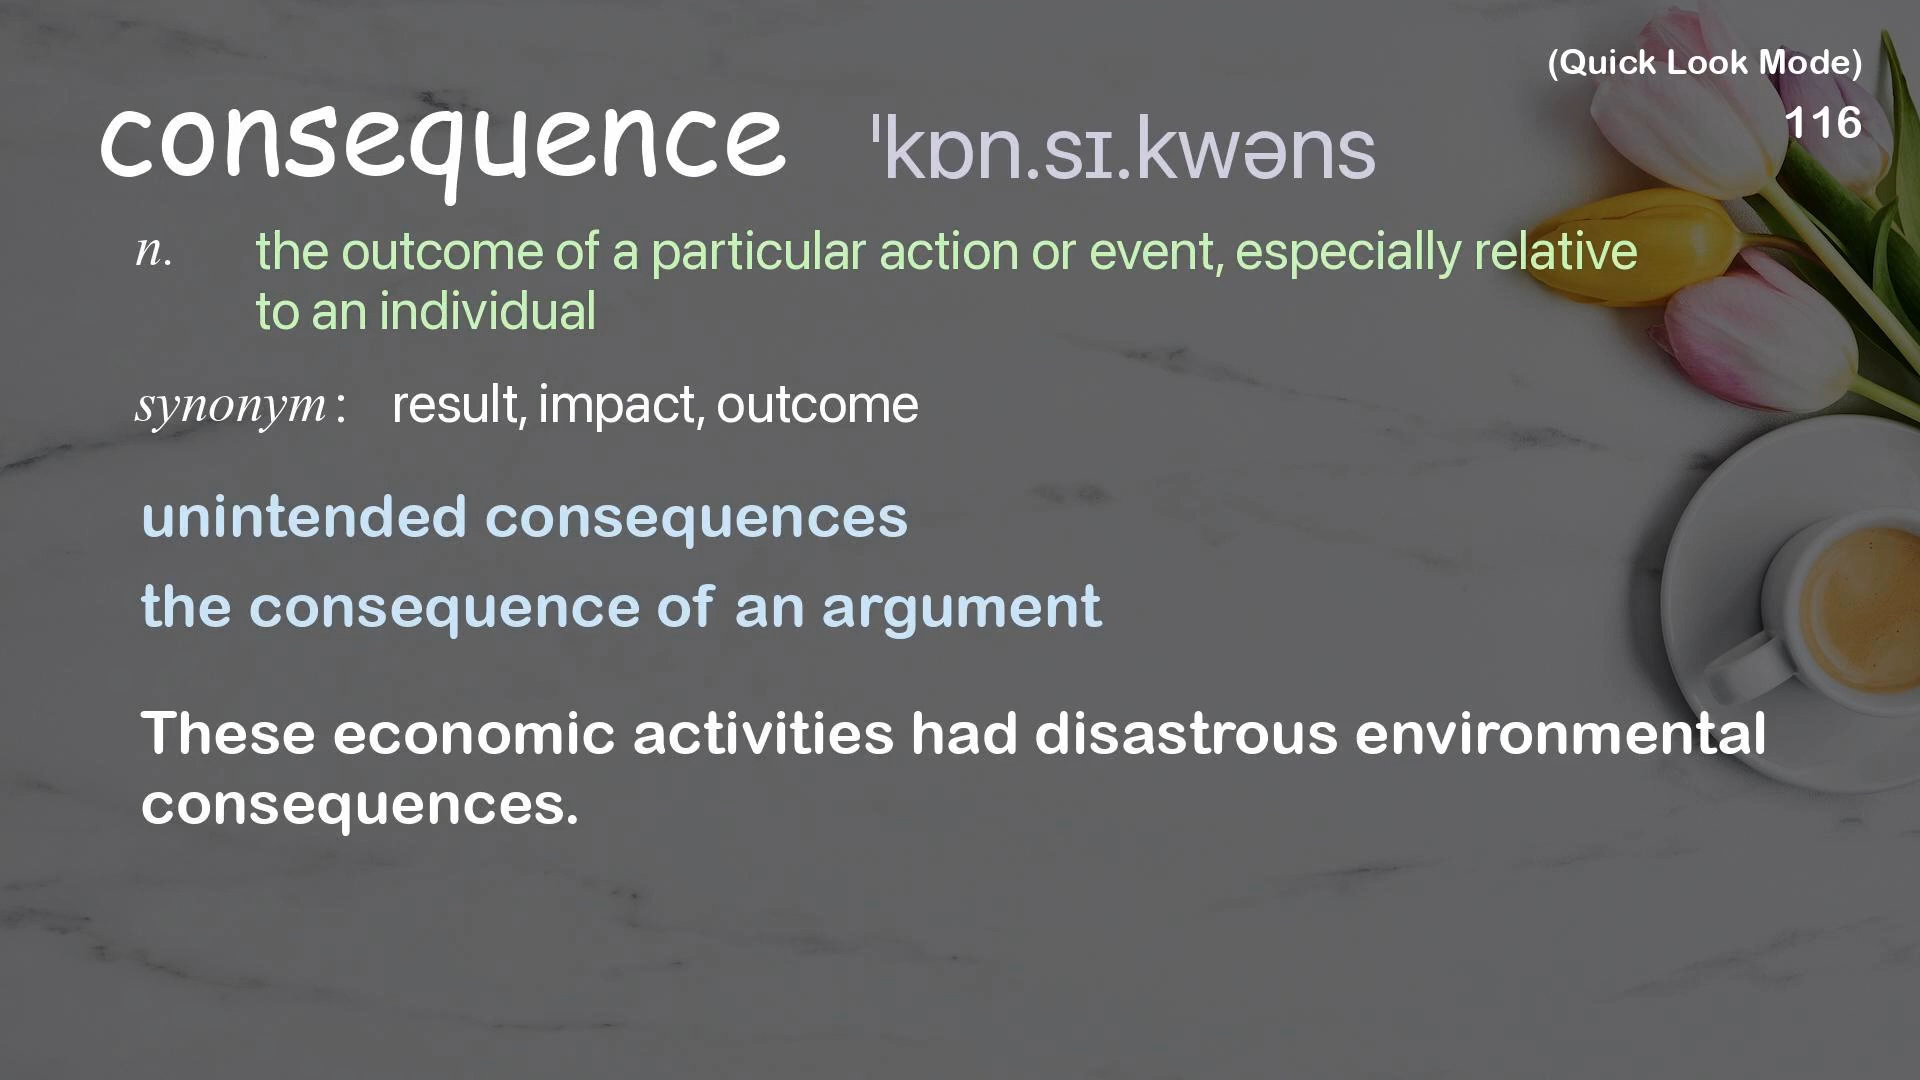 (Quick Look Mode)
116
consequence ˈkɒn.sɪ.kwəns
n. the outcome of a particular action or event, especially relative
to an individual
synonym: result, impact, outcome
unintended consequences
the consequence of an argument
These economic activities had disastrous environmental
consequences.